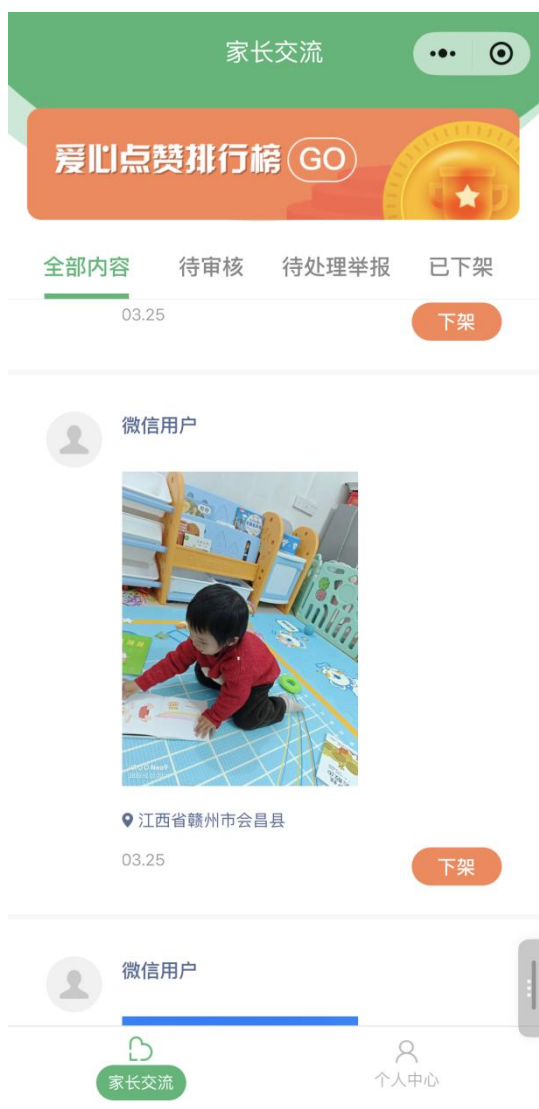 家长交流
爱心点赞排行榜 GO
全部内容 待审核 待处理举报 已下架
03.25
下架
微信用户
江西省赣州市会昌县
03.25
下架
微信用户
家长交流
个人中心